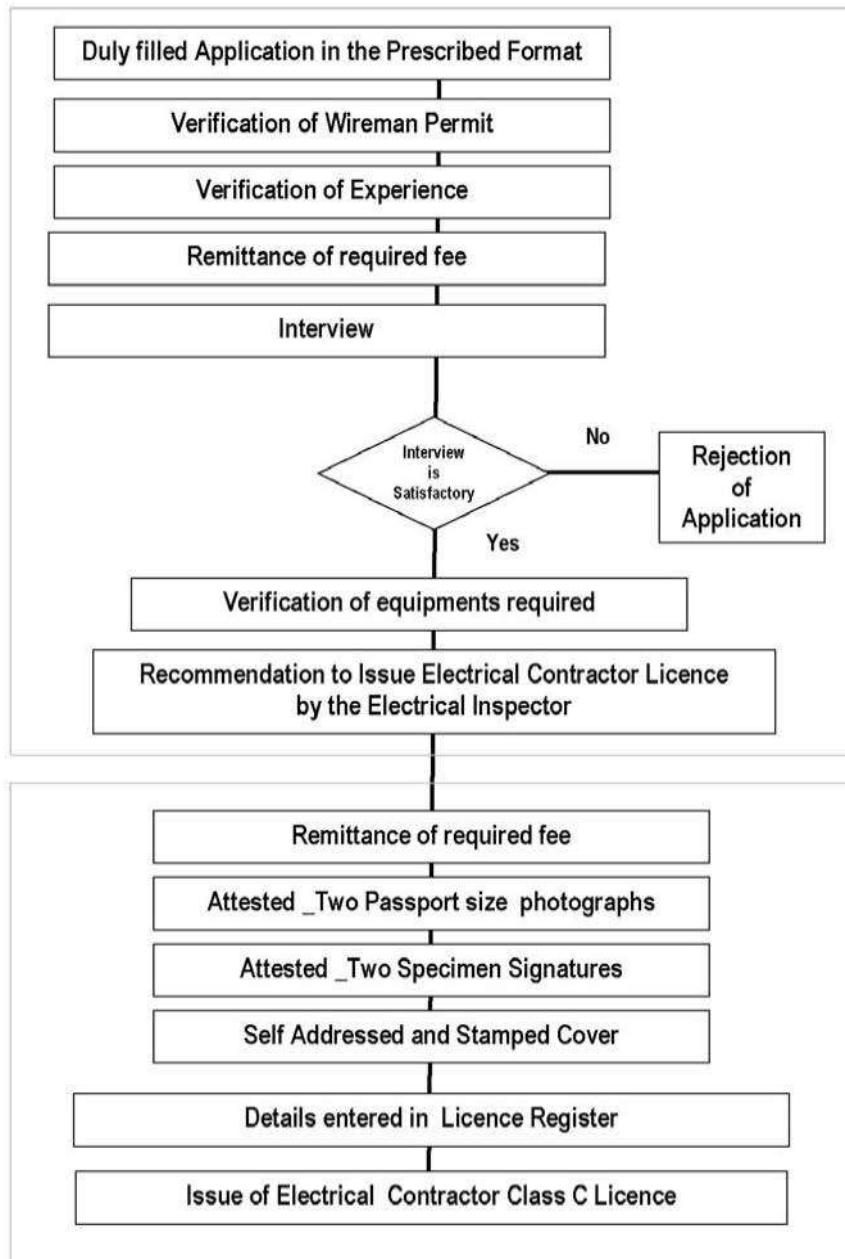 Duly filled Application in the Prescribed Format
Verification of Wireman Permit
Verification of Experience
Remittance of required fee
Interview
Interview
is
Satisfactory
No
Rejection
of
Application
Yes
Verification of equipments required
Recommendation to Issue Electrical Contractor Licence
by the Electrical Inspector
Remittance of required fee
Attested _Two Passport size photographs
Attested _Two Specimen Signatures
Self Addressed and Stamped Cover
Details entered in Licence Register
Issue of Electrical Contractor Class C Licence